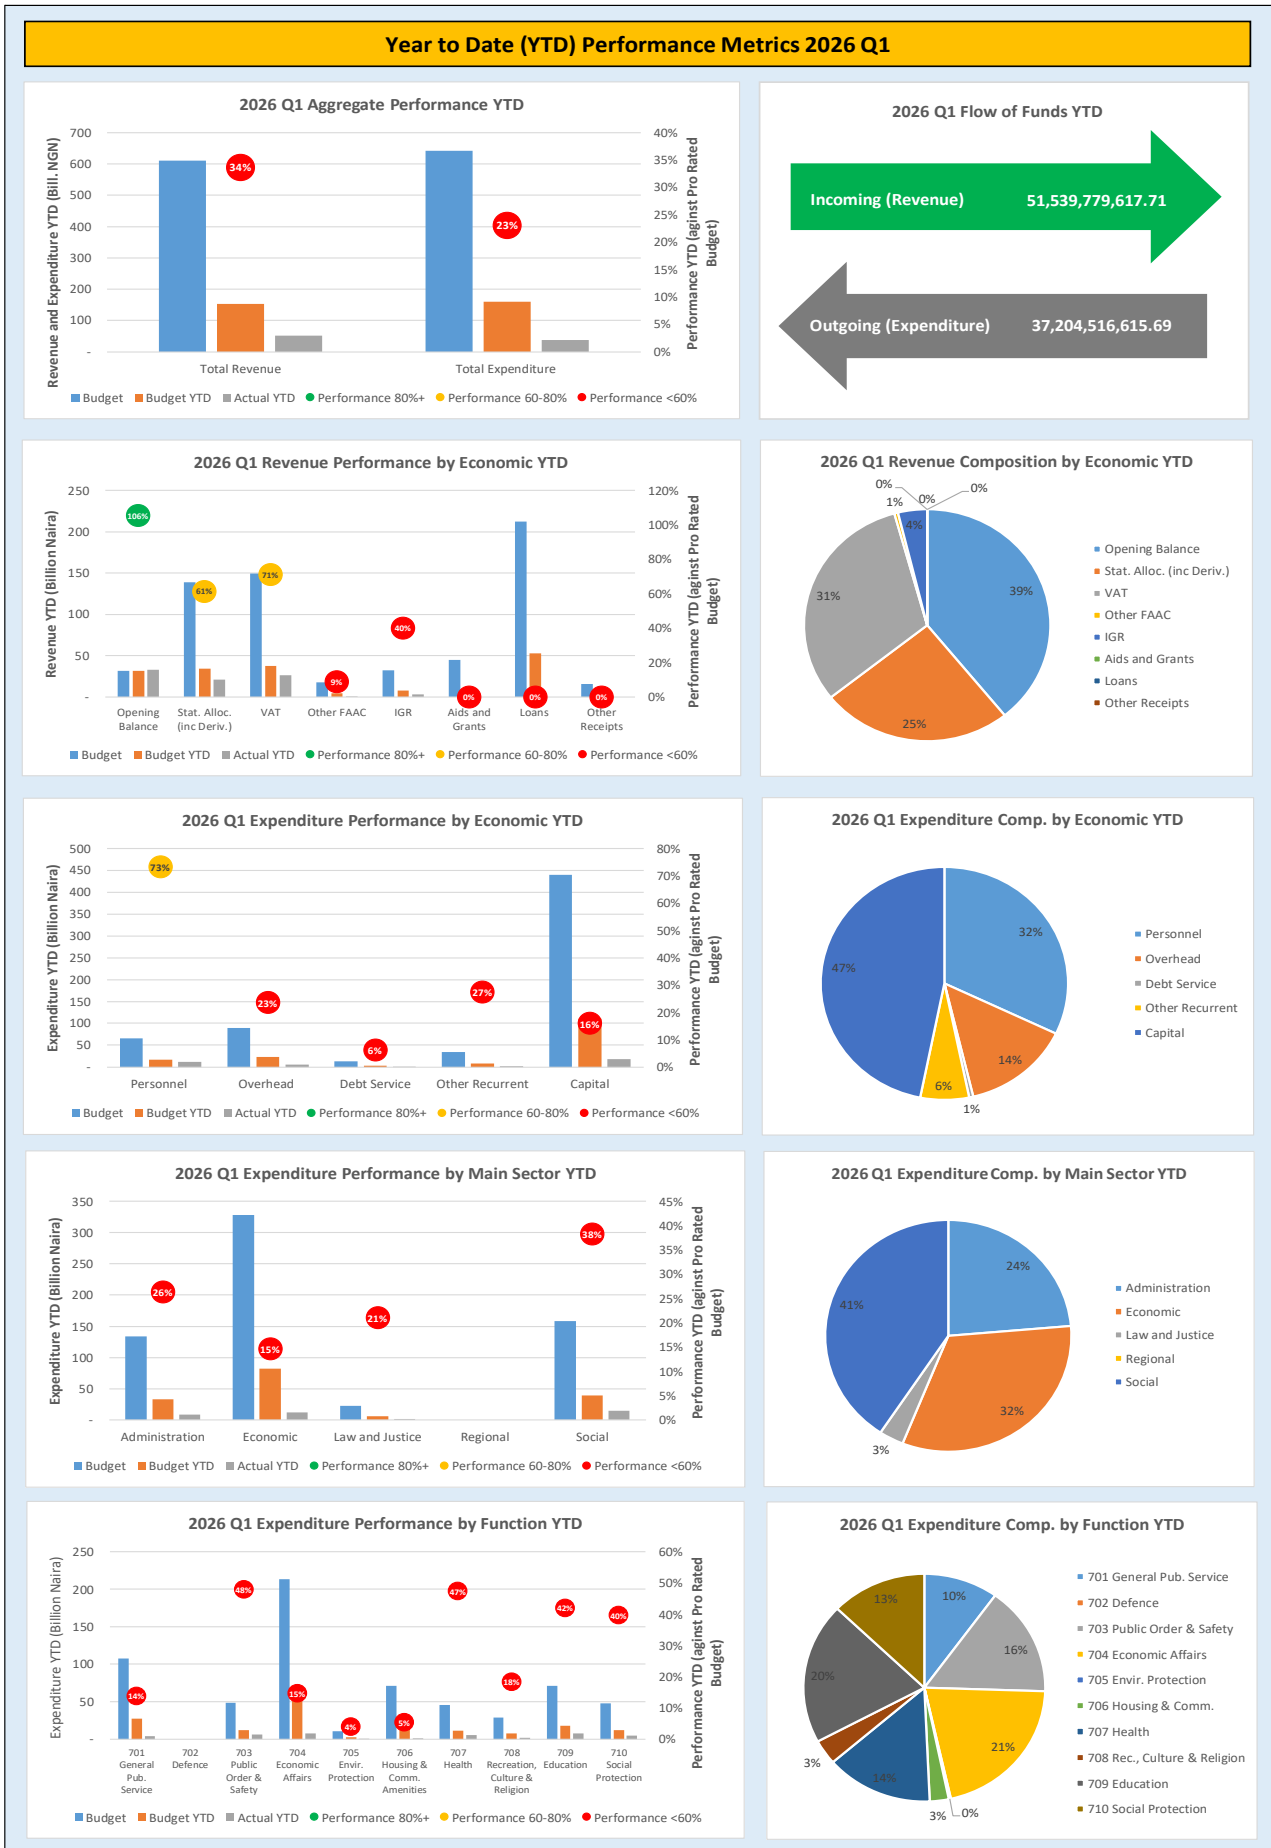 Year to Date (YTD) Performance Metrics 2026 Q1
2026 Q1 Aggregate Performance YTD
Revenue and Expenditure YTD (Bill. NGN)
700
600
500
400
300
200
100
-
34%
23%
40%
35%
30%
25%
20%
15%
10%
5%
0%
Performance YTD (aginst Pro Rated
Budget)
Total Revenue
Total Expenditure
Budget
Budget YTD
Actual YTD
Performance 80%+
Performance 60-80%
Performance <60%
2026 Q1 Flow of Funds YTD
Incoming (Revenue) 51,539,779,617.71
Outgoing (Expenditure) 37,204,516,615.69
2026 Q1 Revenue Performance by Economic YTD
Revenue YTD (Billion Naira)
250
200
150
100
50
-
106%
61%
71%
9%
40%
0%
0%
0%
120%
100%
80%
60%
40%
20%
0%
Performance YTD (aginst Pro Rated
Budget)
Opening
Balance
Stat. Alloc.
(inc Deriv.)
VAT
Other FAAC
IGR
Aids and
Grants
Loans
Other
Receipts
Budget
Budget YTD
Actual YTD
Performance 80%+
Performance 60-80%
Performance <60%
2026 Q1 Revenue Composition by Economic YTD
0%
0%
1%
0%
4%
39%
31%
25%
Opening Balance
Stat. Alloc. (inc Deriv.)
VAT
Other FAAC
IGR
Aids and Grants
Loans
Other Receipts
2026 Q1 Expenditure Performance by Economic YTD
Expenditure YTD (Billion Naira)
500
450
400
350
300
250
200
150
100
50
-
73%
23%
6%
27%
16%
80%
70%
60%
50%
40%
30%
20%
10%
0%
Performance YTD (aginst Pro Rated
Budget)
Personnel
Overhead
Debt Service
Other Recurrent
Capital
Budget
Budget YTD
Actual YTD
Performance 80%+
Performance 60-80%
Performance <60%
2026 Q1 Expenditure Comp. by Economic YTD
32%
47%
14%
6%
1%
Personnel
Overhead
Debt Service
Other Recurrent
Capital
2026 Q1 Expenditure Performance by Main Sector YTD
Expenditure YTD (Billion Naira)
350
300
250
200
150
100
50
-
26%
15%
21%
38%
45%
40%
35%
30%
25%
20%
15%
10%
5%
0%
Performance YTD (aginst Pro Rated
Budget)
Administration
Economic
Law and Justice
Regional
Social
Budget
Budget YTD
Actual YTD
Performance 80%+
Performance 60-80%
Performance <60%
2026 Q1 Expenditure Comp. by Main Sector YTD
24%
41%
32%
3%
Administration
Economic
Law and Justice
Regional
Social
2026 Q1 Expenditure Performance by Function YTD
Expenditure YTD (Billion Naira)
250
200
150
100
50
-
14%
48%
15%
4%
5%
47%
18%
42%
40%
60%
50%
40%
30%
20%
10%
0%
Performance YTD (aginst Pro Rated
Budget)
701
General
Pub.
Service
702
Defence
703
Public
Order &
Safety
704
Economic
Affairs
705
Envir.
Protection
706
Housing &
Comm.
Amenities
707
Health
708
Recreation,
Culture &
Religion
709
Education
710
Social
Protection
Budget
Budget YTD
Actual YTD
Performance 80%+
Performance 60-80%
Performance <60%
2026 Q1 Expenditure Comp. by Function YTD
13%
10%
16%
20%
21%
3%
14%
3%
0%
701 General Pub. Service
702 Defence
703 Public Order & Safety
704 Economic Affairs
705 Envir. Protection
706 Housing & Comm.
707 Health
708 Rec., Culture & Religion
709 Education
710 Social Protection